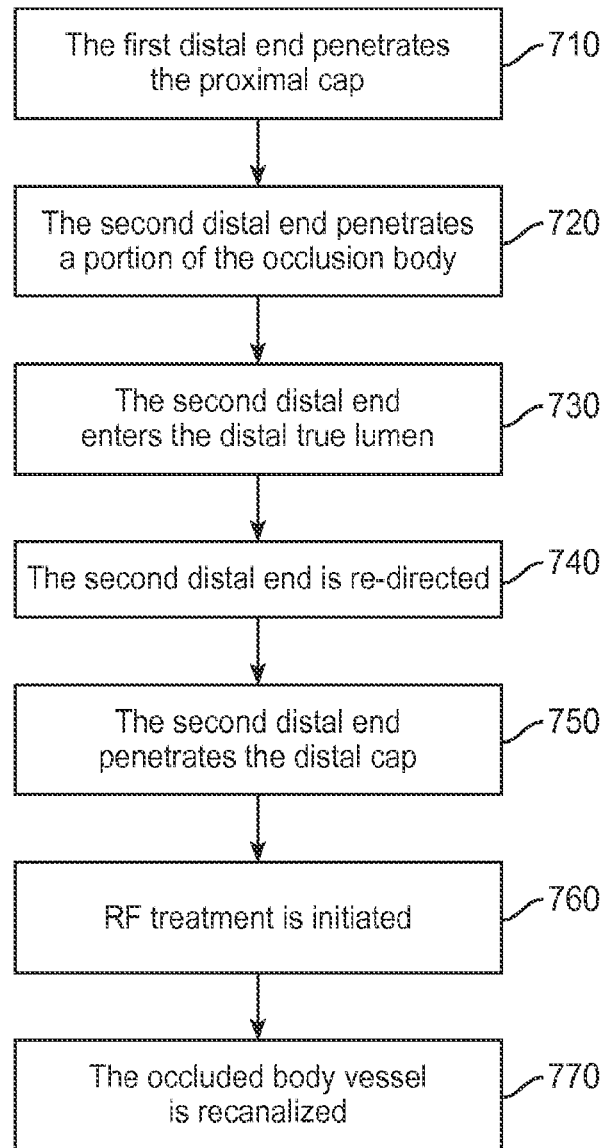 The first distal end penetrates
the proximal cap
710
The second distal end penetrates
a portion of the occlusion body
720
The second distal end
enters the distal true lumen
730
The second distal end is re-directed
740
The second distal end
penetrates the distal cap
750
RF treatment is initiated
760
The occluded body vessel
is recanalized
770